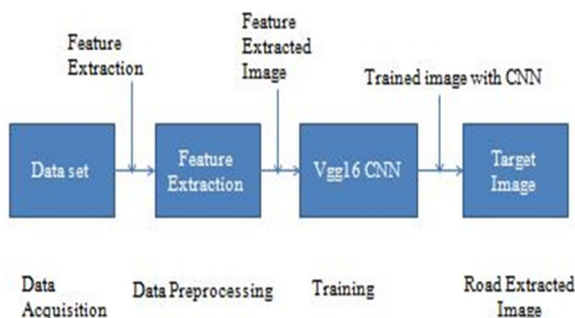 Feature
Extraction
Feature
Extracted
Image
Trained image with CNN
Data set
Feature
Extraction
Vgg16 CNN
Target
Image
Data
Acquisition
Data Preprocessing
Training
Road Extracted
Image